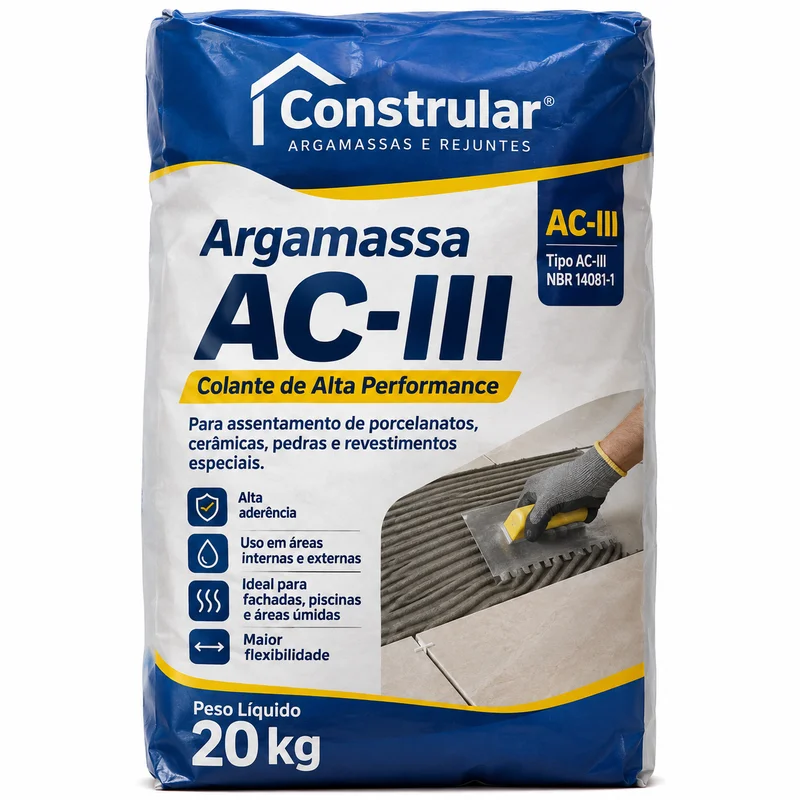 Constrular®
ARGAMASSAS E REJUNTES
AC-III
Tipo AC-III
NBR 14081-1
Argamassa
AC-III
Colante de Alta Performance
Para assentamento de porcelanatos,
cerâmicas, pedras e revestimentos
especiais.
Alta
aderência
Uso em áreas
internas e externas
Ideal para
fachadas, piscinas
e áreas úmidas
Maior
flexibilidade
Peso Líquido
20 kg